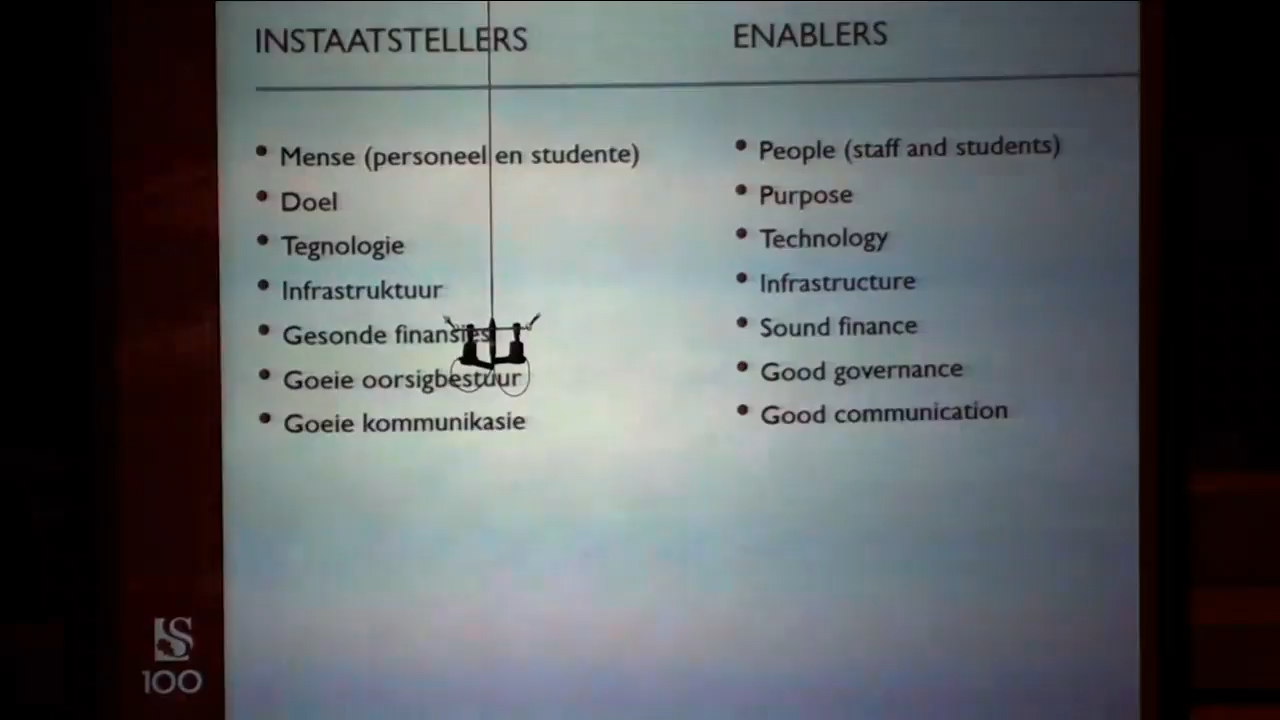 INSTAATSTELLERS
• Mense (personeel en studente)
• Doel
• Tegnologie
• Infrastruktuur
• Gesonde finansies
• Goeie oorsigbestuur
• Goeie kommunikasie
ENABLERS
• People (staff and students)
• Purpose
• Technology
• Infrastructure
• Sound finance
• Good governance
• Good communication
US
100